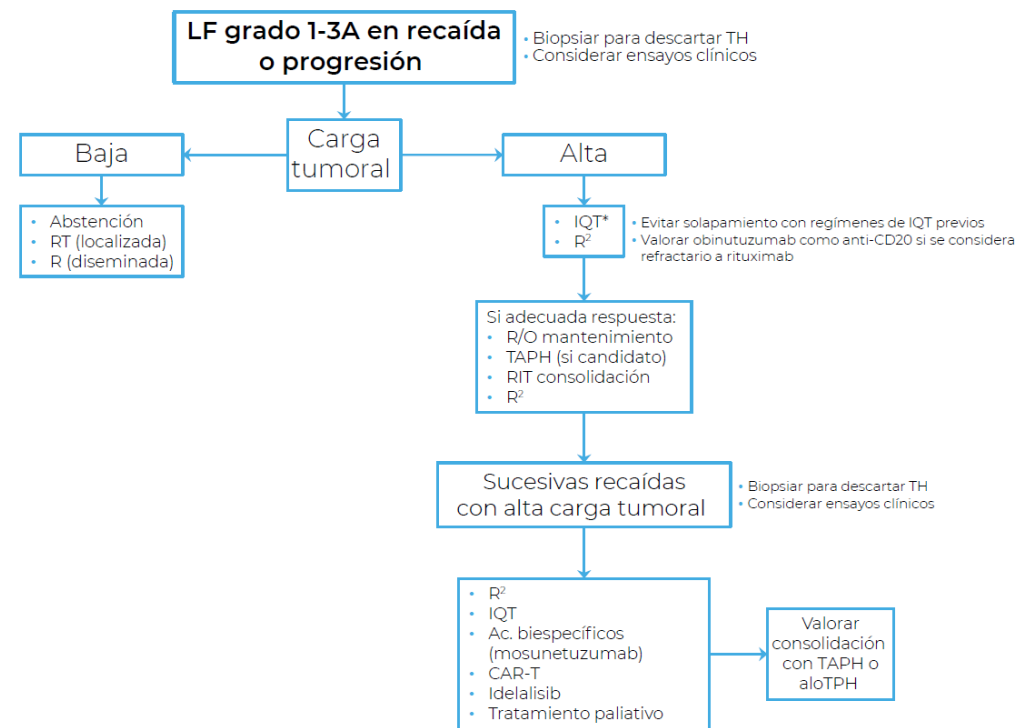 LF grado 1-3A en recaída
o progresión
• Biopsiar para descartar TH
• Considerar ensayos clínicos
Carga
tumoral
Baja
Alta
• Abstención
• RT (localizada)
• R (diseminada)
• IQT*
• R²
• Evitar solapamiento con regímenes de IQT previos
• Valorar obinutuzumab como anti-CD20 si se considera
refractario a rituximab
Si adecuada respuesta:
• R/O mantenimiento
• TAPH (si candidato)
• RIT consolidación
• R²
Sucesivas recaídas
con alta carga tumoral
• Biopsiar para descartar TH
• Considerar ensayos clínicos
• R²
• IQT
• Ac. biespecíficos
(mosunetuzumab)
• CAR-T
• Idelalisib
• Tratamiento paliativo
Valorar
consolidación
con TAPH o
aloTPH